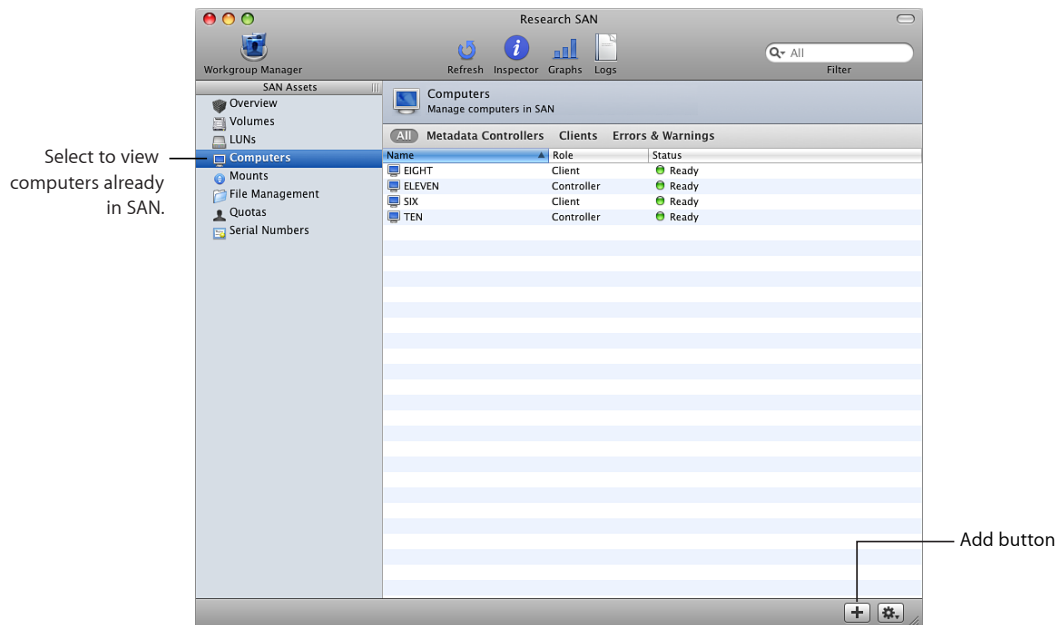 Research SAN
Workgroup Manager
Refresh Inspector Graphs Logs
All
Filter
SAN Assets
Overview
Volumes
LUNs
Computers
Mounts
File Management
Quotas
Serial Numbers
Select to view
computers already
in SAN.
Computers
Manage computers in SAN
All Metadata Controllers Clients Errors & Warnings
Name Role Status
EIGHT Client Ready
ELEVEN Controller Ready
SIX Client Ready
TEN Controller Ready
Add button